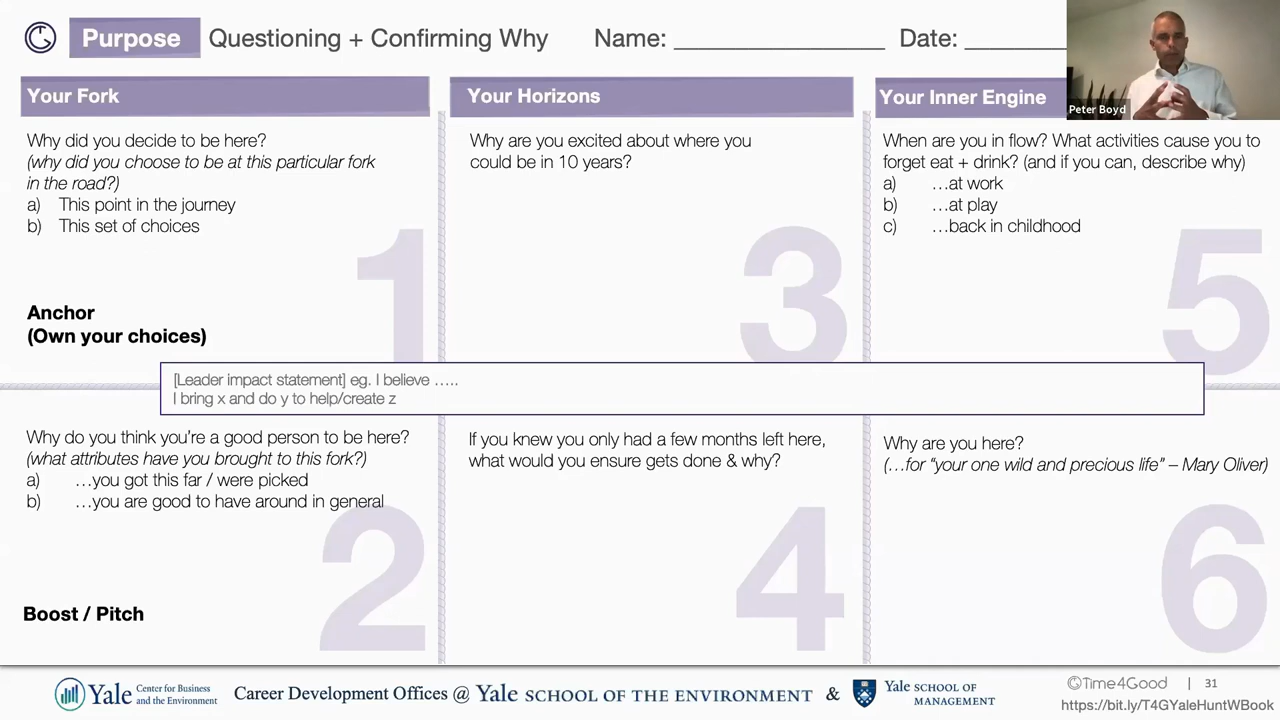 Purpose Questioning + Confirming Why Name: ____________________ Date: __________
Peter Boyd
Your Fork
Why did you decide to be here?
(why did you choose to be at this particular fork
in the road?)
a) This point in the journey
b) This set of choices
1
Anchor
(Own your choices)
Your Horizons
Why are you excited about where you
could be in 10 years?
3
Your Inner Engine
When are you in flow? What activities cause you to
forget eat + drink? (and if you can, describe why)
a) …at work
b) …at play
c) …back in childhood
5
[Leader impact statement] eg. I believe …..
I bring x and do y to help/create z
Why do you think you’re a good person to be here?
(what attributes have you brought to this fork?)
a) …you got this far / were picked
b) …you are good to have around in general
2
Boost / Pitch
If you knew you only had a few months left here,
what would you ensure gets done & why?
4
Why are you here?
(…for “your one wild and precious life” – Mary Oliver)
6
Yale Center for Business
and the Environment
Career Development Offices @ Yale SCHOOL OF THE ENVIRONMENT & Yale SCHOOL OF
MANAGEMENT
©Time4Good | 31
https://bit.ly/T4GYaleHuntWBook